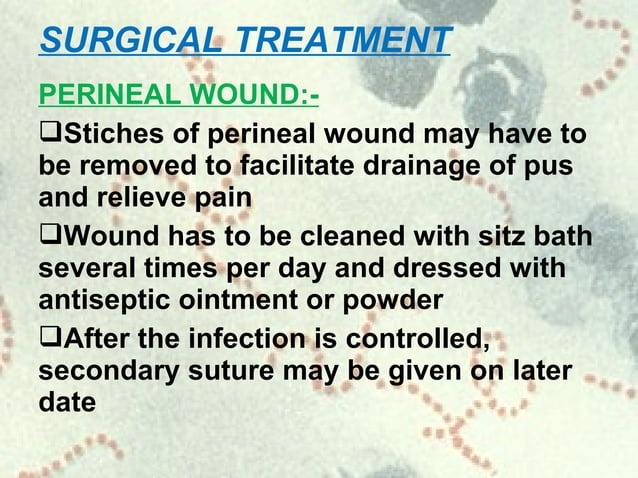 SURGICAL TREATMENT
PERINEAL WOUND:-
❑Stiches of perineal wound may have to
be removed to facilitate drainage of pus
and relieve pain
❑Wound has to be cleaned with sitz bath
several times per day and dressed with
antiseptic ointment or powder
❑After the infection is controlled,
secondary suture may be given on later
date